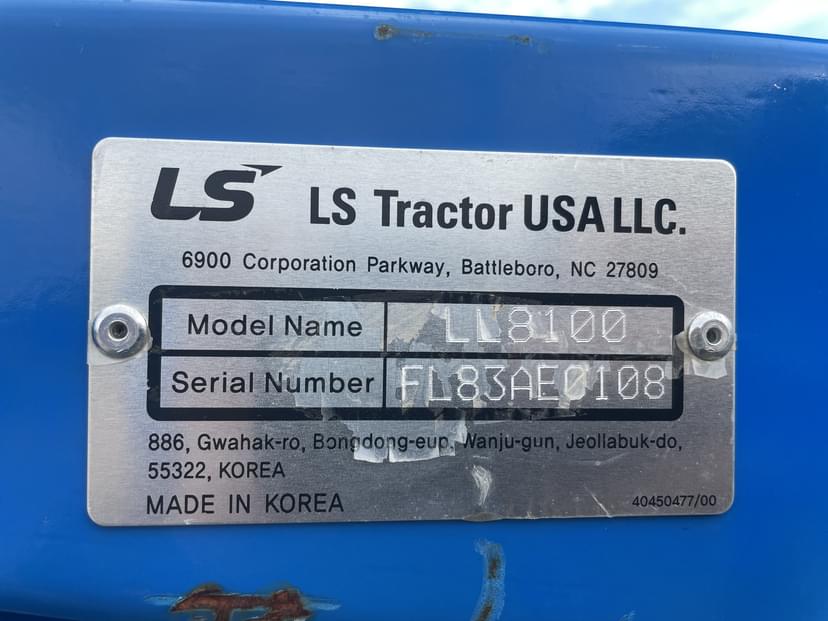 LS LS Tractor USA LLC.
6900 Corporation Parkway, Battleboro, NC 27809
Model Name LL8100
Serial Number FL83AE0108
886, Gwahak-ro, Bongdong-eup, Wanju-gun, Jeollabuk-do,
55322, KOREA
MADE IN KOREA 40450477/00